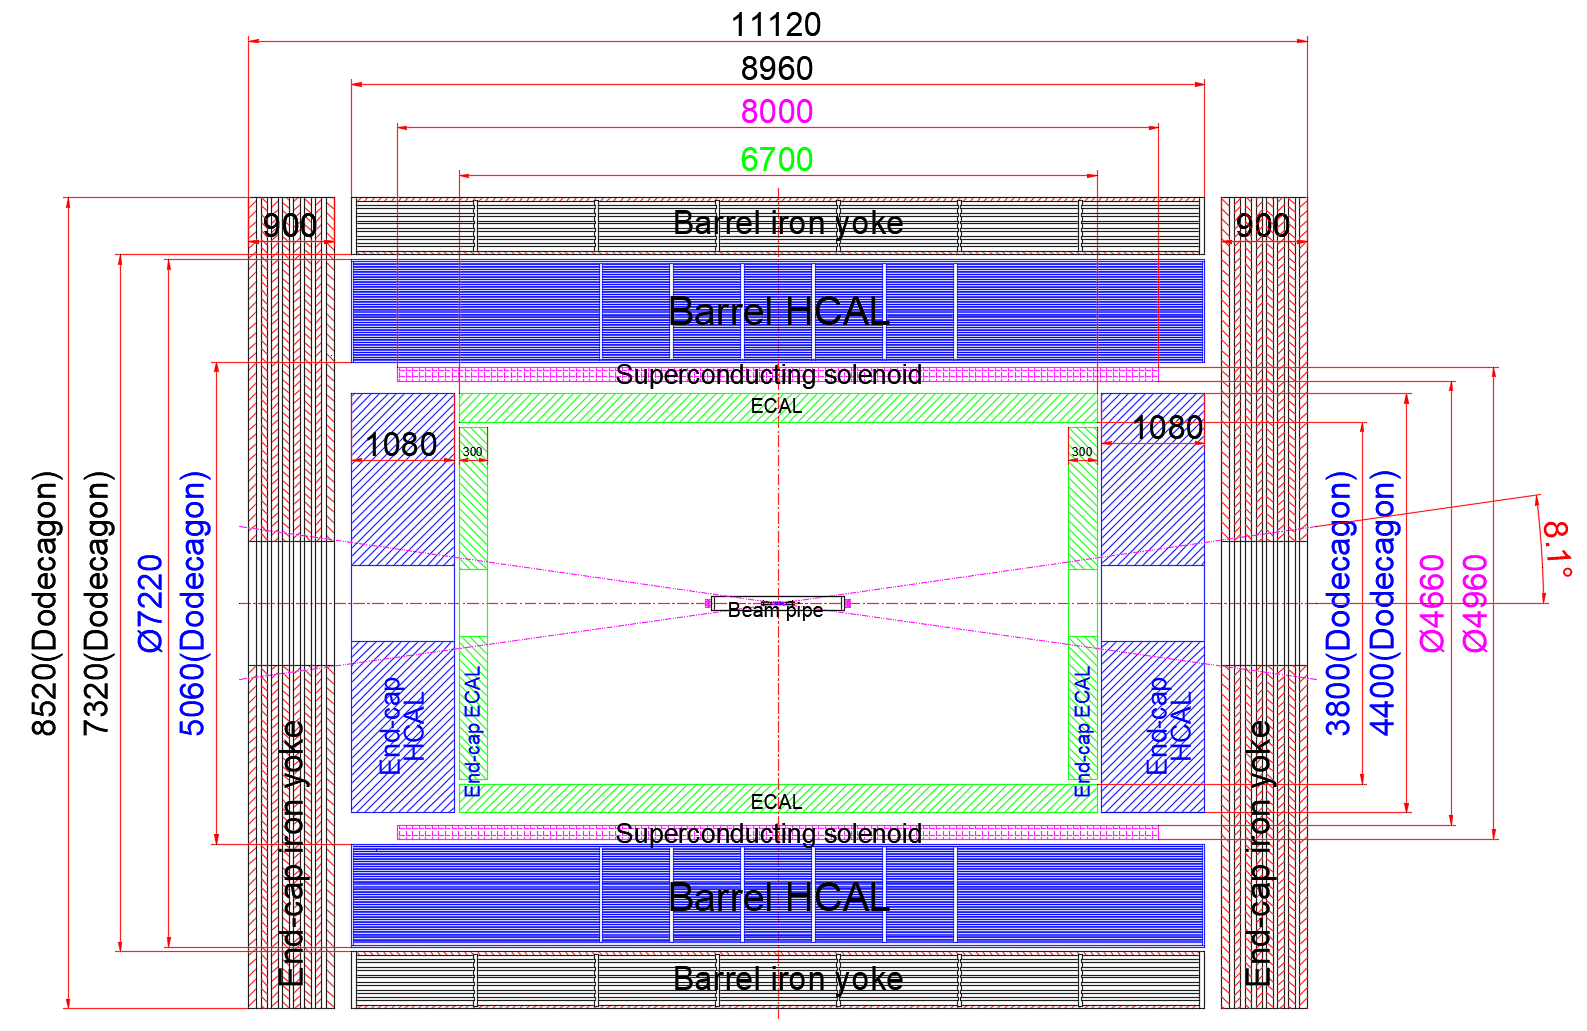 11120
8960
8000
6700
900
Barrel iron yoke
900
Barrel HCAL
Superconducting solenoid
ECAL
1080
300
300
1080
8520(Dodecagon)
7320(Dodecagon)
Ø7220
5060(Dodecagon)
3800(Dodecagon)
4400(Dodecagon)
Ø4660
Ø4960
8.1°
Beam pipe
End-cap
HCAL
End-cap ECAL
End-cap ECAL
End-cap
HCAL
End-cap iron yoke
End-cap iron yoke
ECAL
Superconducting solenoid
Barrel HCAL
Barrel iron yoke